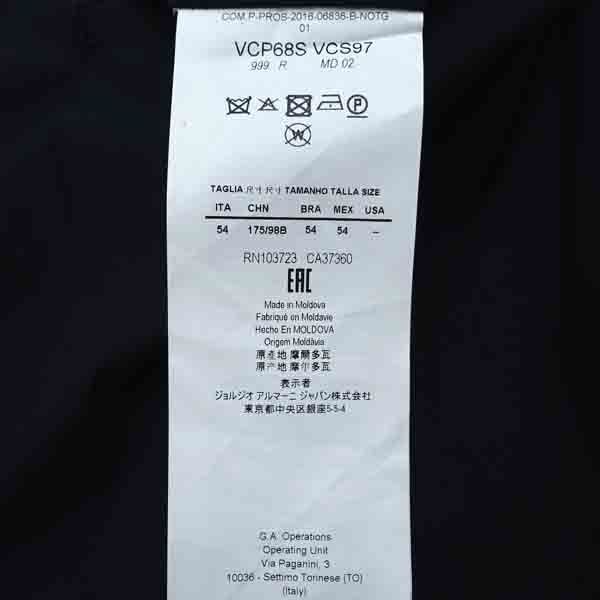 COM.P-PROS-2016-06836-B-NOTG
01
VCP68S VCS97
999 R MD 02
W
TAGLIA 尺寸 尺寸 TAMANHO TALLA SIZE
ITA CHN BRA MEX USA
54 175/98B 54 54 –
RN103723 CA37360
EAC
Made in Moldova
Fabriqué en Moldavie
Hecho En MOLDOVA
Origem Moldàvia
原產地 摩爾多瓦
原产地 摩尔多瓦
表示者
ジョルジオ アルマーニ ジャパン株式会社
東京都中央区銀座5-5-4
G.A. Operations
Operating Unit
Via Paganini, 3
10036 - Settimo Torinese (TO)
(Italy)